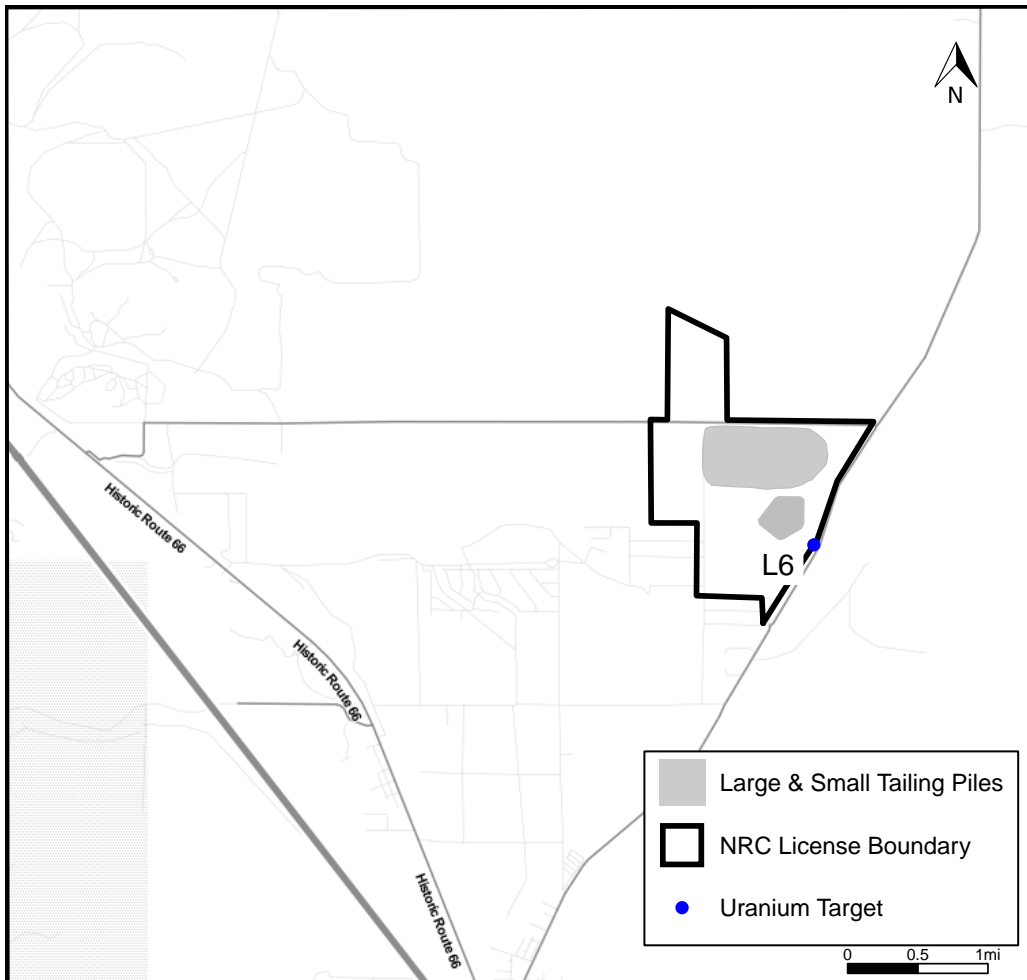 N
Historic Route 66
L6
Historic Route 66
Historic Route 66
Large & Small Tailing Piles
NRC License Boundary
Uranium Target
0 0.5 1mi